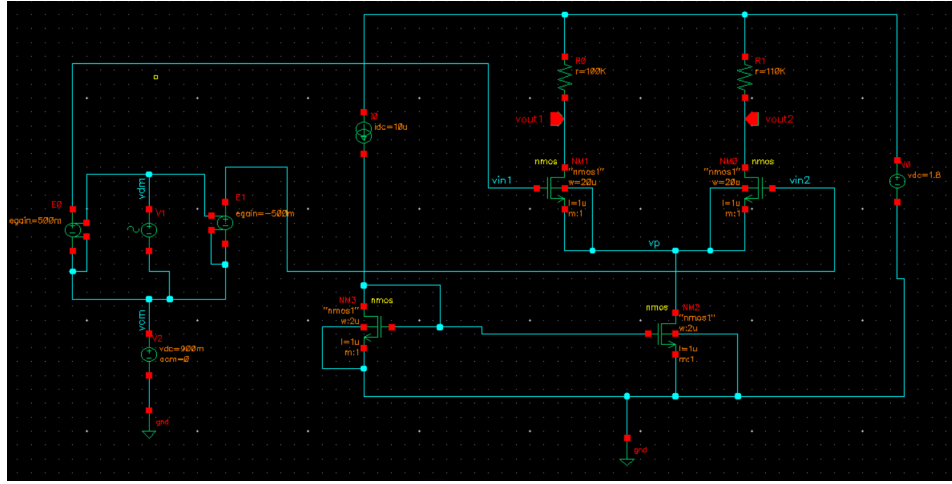 R0
r=100K
R1
r=110K
vout1
vout2
I0
idc=10u
nmos
NM1
"nmos1"
w=20u
l=1u
m:1
NM0
nmos
"nmos1"
w=20u
l=1u
m:1
V0
vdc=1.8
vin1
vin2
vdm
E0
egain=500m
V1
E1
egain=-500m
vp
vcm
V2
vdc=900m
acm=0
gnd
NM3
nmos
"nmos1"
w:2u
l=1u
m:1
nmos
NM2
"nmos1"
w:2u
l=1u
m:1
gnd